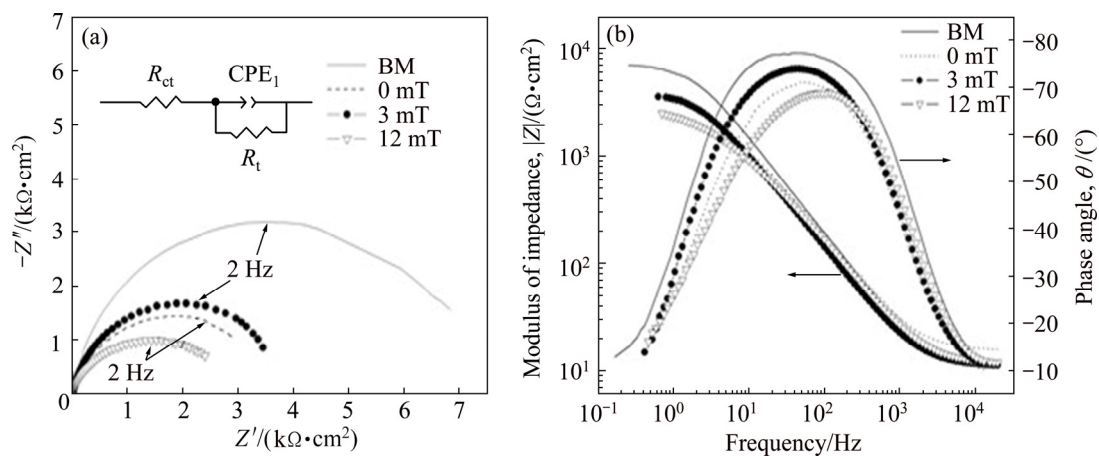 (a)
7
6
5
4
3
2
1
0
1
2
3
4
5
6
7
−Z″/(kΩ•cm²)
Z′/(kΩ•cm²)
Rct
CPE1
Rt
BM
0 mT
3 mT
12 mT
2 Hz
2 Hz
(b)
10⁴
10³
10²
10¹
10⁻¹
10⁰
10¹
10²
10³
10⁴
Modulus of impedance, |Z|/(Ω•cm²)
Frequency/Hz
BM
0 mT
3 mT
12 mT
−80
−70
−60
−50
−40
−30
−20
−10
Phase angle, θ/(°)